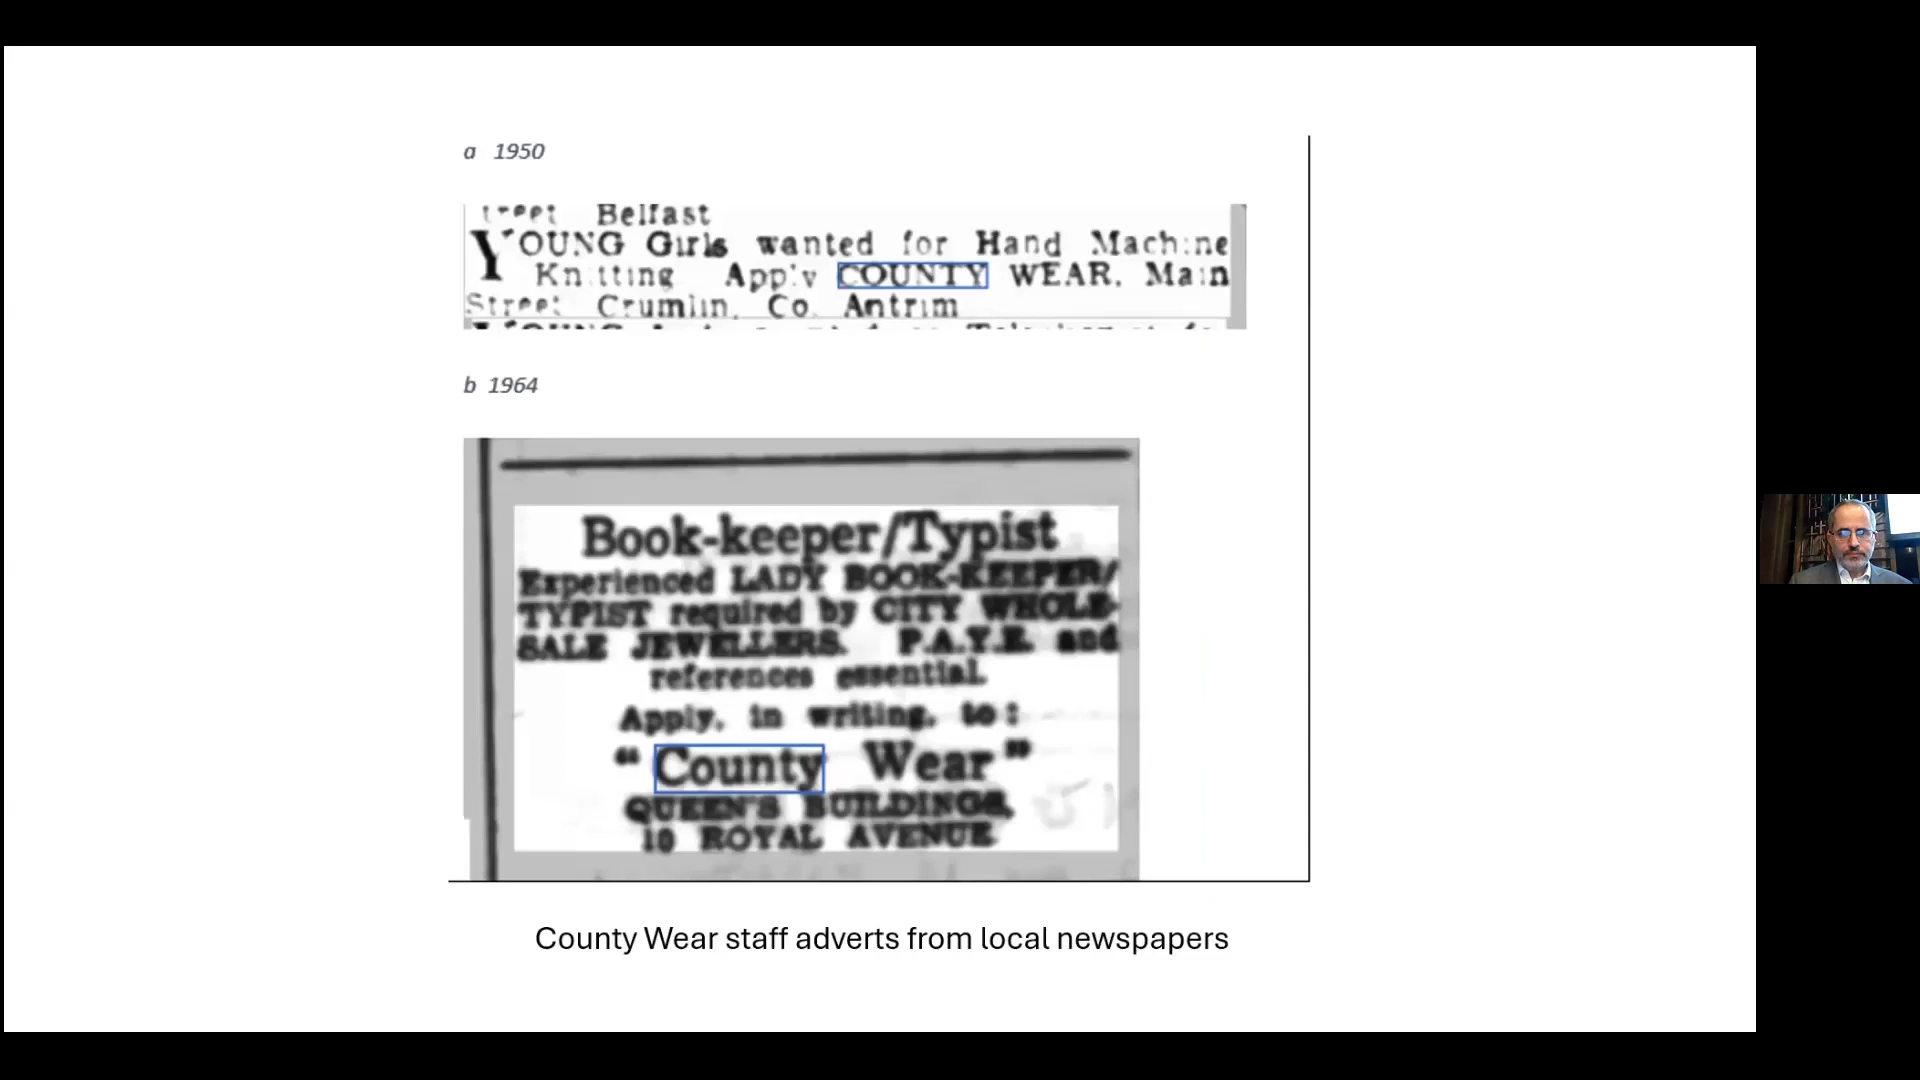 a 1950
Belfast
YOUNG Girls wanted for Hand Machine
Knitting Apply COUNTY WEAR, Main
Street Crumlin, Co. Antrim
b 1964
Book-keeper/Typist
Experienced LADY BOOK-KEEPER/
TYPIST required by CITY WHOLE-
SALE JEWELLERS. P.A.Y.E. and
references essential.
Apply, in writing, to:
"County Wear"
QUEEN'S BUILDINGS,
10 ROYAL AVENUE
County Wear staff adverts from local newspapers